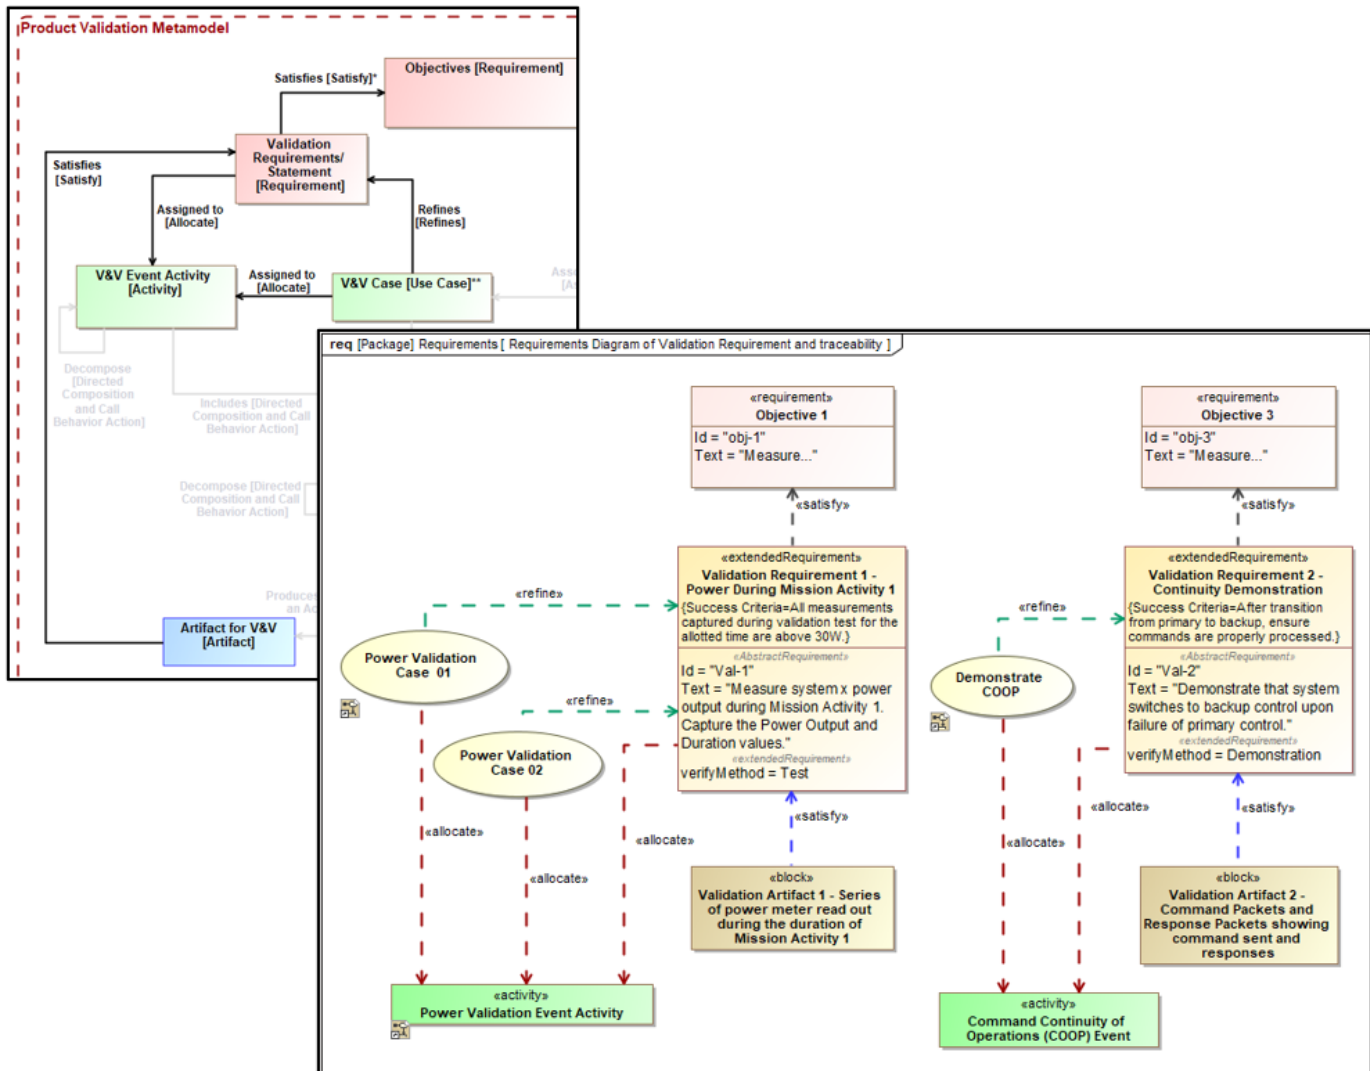 Product Validation Metamodel
Objectives [Requirement]
Satisfies [Satisfy]*
Validation
Requirements/
Statement
[Requirement]
Satisfies
[Satisfy]
Assigned to
[Allocate]
Refines
[Refines]
V&V Event Activity
[Activity]
Assigned to
[Allocate]
V&V Case [Use Case]**
Decompose
[Directed
Composition
and Call
Behavior Action]
Includes [Directed
Composition and Call
Behavior Action]
Decompose [Directed
Composition and Call
Behavior Action]
Produces
Artifact for V&V
[Artifact]
req [Package] Requirements [ Requirements Diagram of Validation Requirement and traceability ]
«requirement»
Objective 1
Id = "obj-1"
Text = "Measure..."
«requirement»
Objective 3
Id = "obj-3"
Text = "Measure..."
«satisfy»
«satisfy»
«extendedRequirement»
Validation Requirement 1 -
Power During Mission Activity 1
{Success Criteria=All measurements
captured during validation test for the
allotted time are above 30W.}
«AbstractRequirement»
Id = "Val-1"
Text = "Measure system x power
output during Mission Activity 1.
Capture the Power Output and
Duration values."
«extendedRequirement»
verifyMethod = Test
«extendedRequirement»
Validation Requirement 2 -
Continuity Demonstration
{Success Criteria=After transition
from primary to backup, ensure
commands are properly processed.}
«AbstractRequirement»
Id = "Val-2"
Text = "Demonstrate that system
switches to backup control upon
failure of primary control."
«extendedRequirement»
verifyMethod = Demonstration
«refine»
«refine»
«refine»
Power Validation
Case 01
Power Validation
Case 02
Demonstrate
COOP
«allocate»
«allocate»
«allocate»
«allocate»
«allocate»
«satisfy»
«satisfy»
«block»
Validation Artifact 1 - Series
of power meter read out
during the duration of
Mission Activity 1
«block»
Validation Artifact 2 -
Command Packets and
Response Packets showing
command sent and
responses
«activity»
Power Validation Event Activity
«activity»
Command Continuity of
Operations (COOP) Event